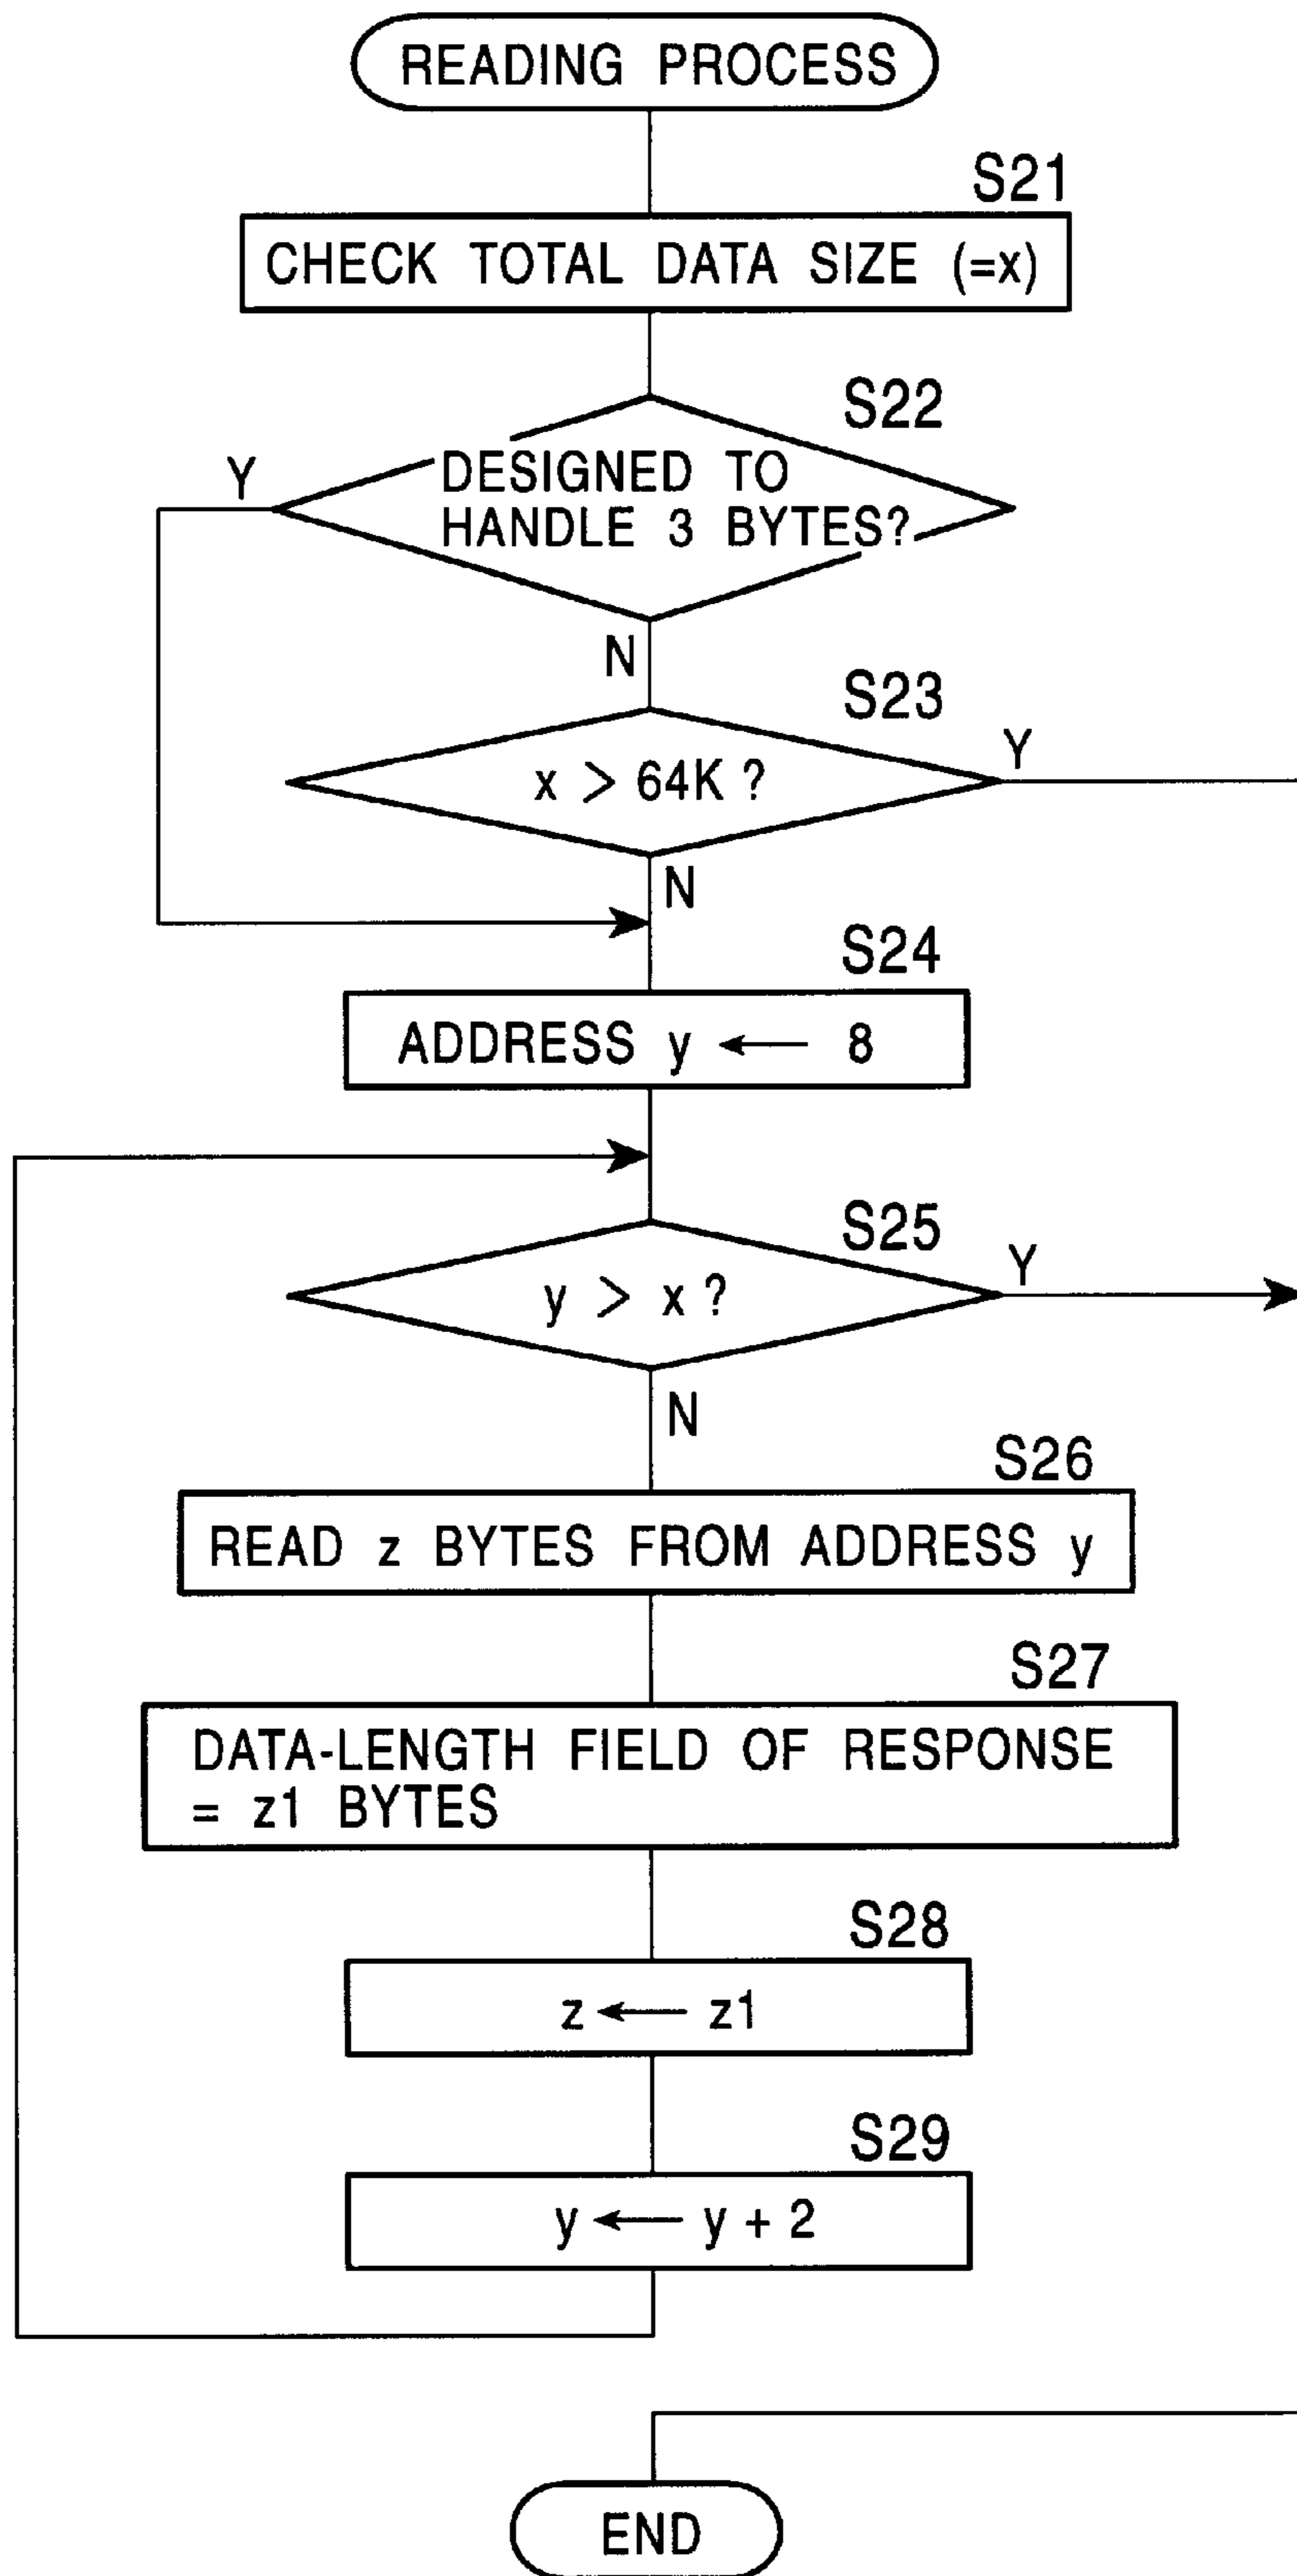 READING PROCESS
S21
CHECK TOTAL DATA SIZE (=x)
S22
Y
DESIGNED TO
HANDLE 3 BYTES?
N
S23
Y
x > 64K ?
N
S24
ADDRESS y ← 8
S25
Y
y > x ?
N
S26
READ z BYTES FROM ADDRESS y
S27
DATA-LENGTH FIELD OF RESPONSE
= z1 BYTES
S28
z ← z1
S29
y ← y + 2
END